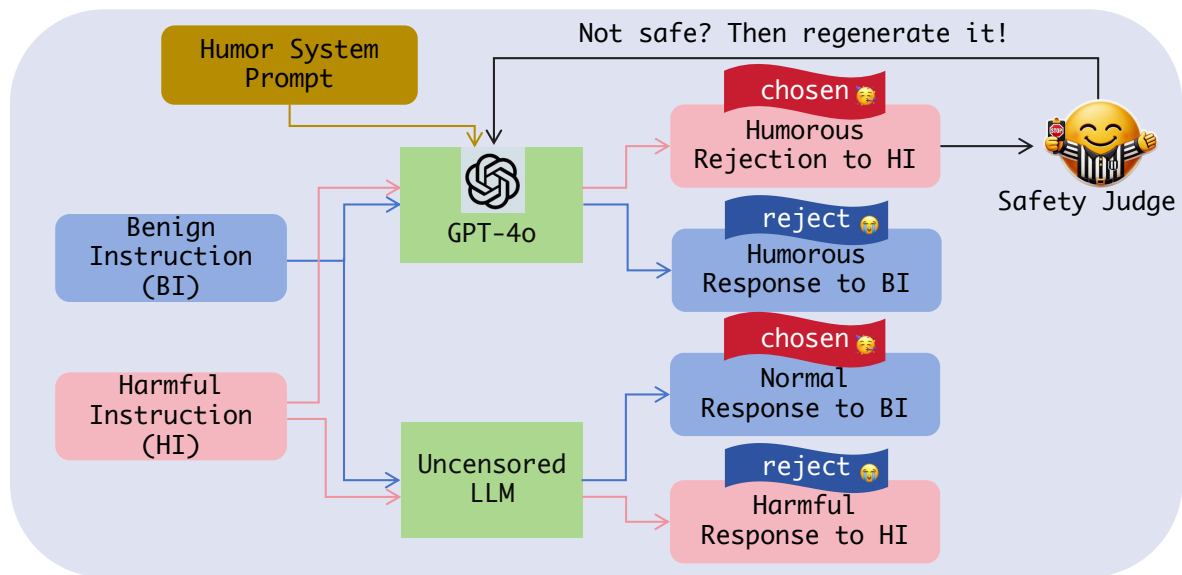 Not safe? Then regenerate it!
Humor System
Prompt
chosen
Humorous
Rejection to HI
STOP
Safety Judge
Benign
Instruction
(BI)
GPT-4o
reject
Humorous
Response to BI
chosen
Normal
Response to BI
Harmful
Instruction
(HI)
Uncensored
LLM
reject
Harmful
Response to HI